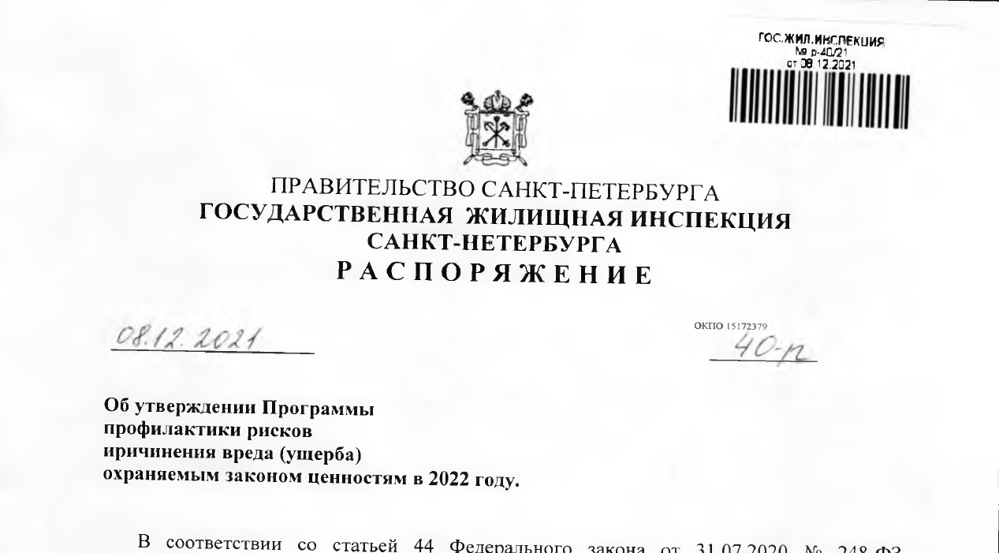 ГОС.ЖИЛ.ИНСПЕКЦИЯ
№ р-40/21
от 08 12.2021
ПРАВИТЕЛЬСТВО САНКТ-ПЕТЕРБУРГА
ГОСУДАРСТВЕННАЯ ЖИЛИЩНАЯ ИНСПЕКЦИЯ
САНКТ-НЕТЕРБУРГА
РАСПОРЯЖЕНИЕ
ОКПО 15172379
08.12.2021
40-р
Об утверждении Программы
профилактики рисков
иричинения вреда (ущерба)
охраняемым законом ценностям в 2022 году.
В соответствии со статьей 44 Федерального закона от 31.07.2020 № 248-ФЗ